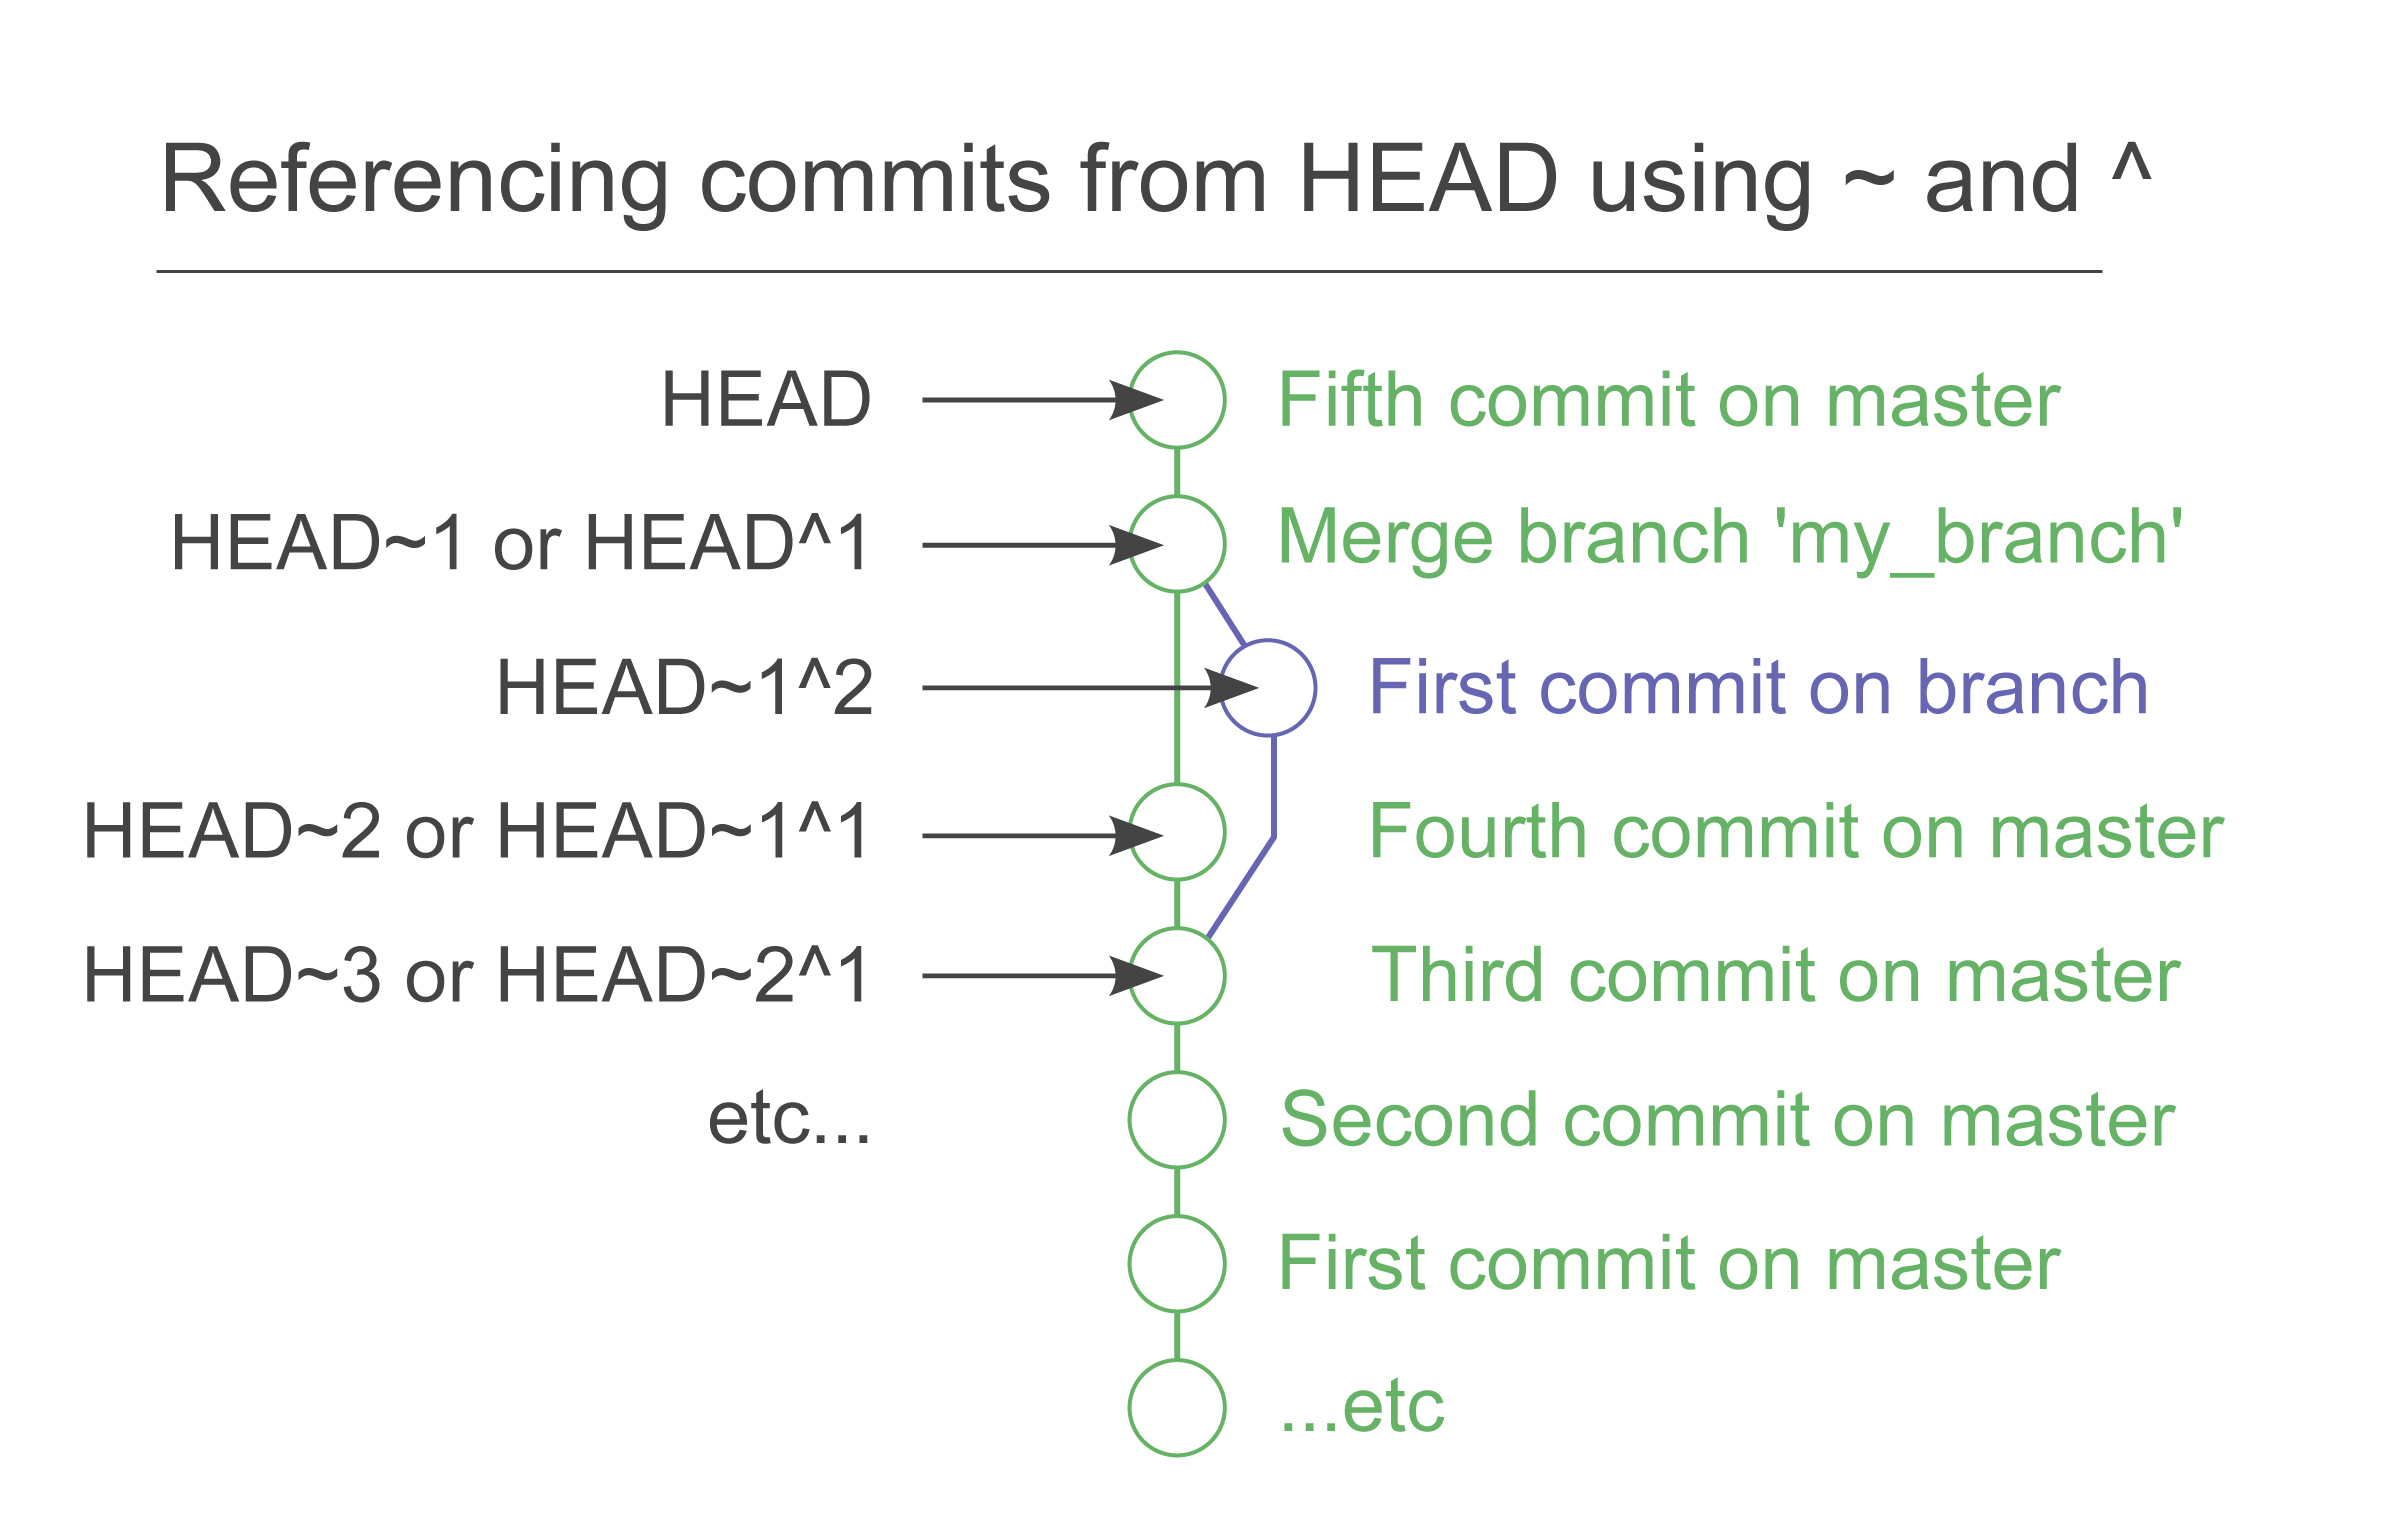 Referencing commits from HEAD using ~ and ^
HEAD
Fifth commit on master
HEAD~1 or HEAD^1
Merge branch 'my_branch'
HEAD~1^2
First commit on branch
HEAD~2 or HEAD~1^1
Fourth commit on master
HEAD~3 or HEAD~2^1
Third commit on master
etc...
Second commit on master
First commit on master
...etc